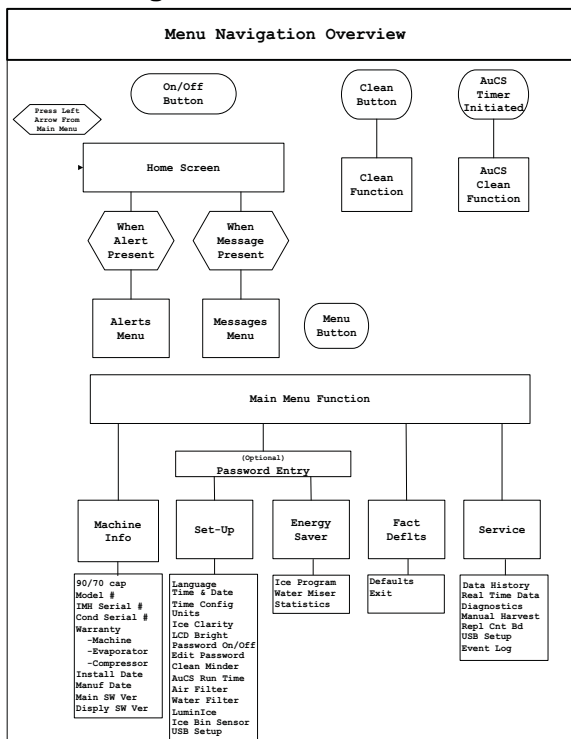 Menu Navigation Overview
On/Off
Button
Clean
Button
AuCS
Timer
Initiated
Press Left
Arrow From
Main Menu
Home Screen
Clean
Function
AuCS
Clean
Function
When
Alert
Present
When
Message
Present
Alerts
Menu
Messages
Menu
Menu
Button
Main Menu Function
(Optional)
Password Entry
Machine
Info
Set-Up
Energy
Saver
Fact
Deflts
Service
90/70 cap
Model #
IMH Serial #
Cond Serial #
Warranty
-Machine
-Evaporator
-Compressor
Install Date
Manuf Date
Main SW Ver
Disply SW Ver
Language
Time & Date
Time Config
Units
Ice Clarity
LCD Bright
Password On/Off
Edit Password
Clean Minder
AuCS Run Time
Air Filter
Water Filter
LuminIce
Ice Bin Sensor
USB Setup
Ice Program
Water Miser
Statistics
Defaults
Exit
Data History
Real Time Data
Diagnostics
Manual Harvest
Repl Cnt Bd
USB Setup
Event Log